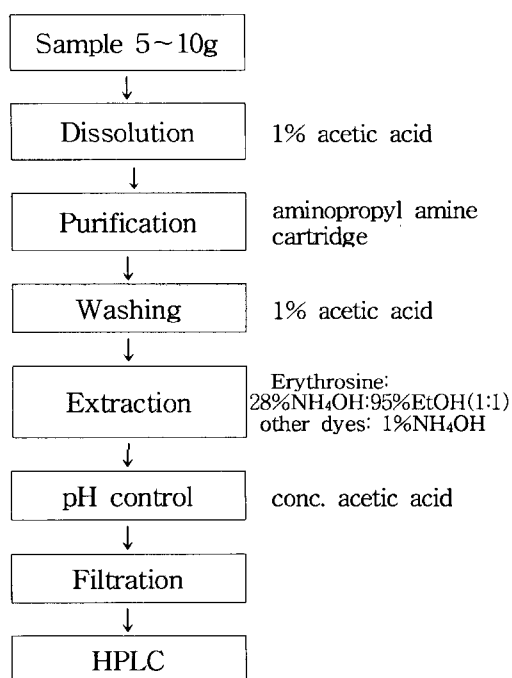 Sample 5~10g
↓
Dissolution 1% acetic acid
↓
Purification aminopropyl amine
cartridge
↓
Washing 1% acetic acid
↓
Erythrosine:
Extraction 28%NH₄OH:95%EtOH(1:1)
other dyes: 1%NH₄OH
↓
pH control conc. acetic acid
↓
Filtration
↓
HPLC